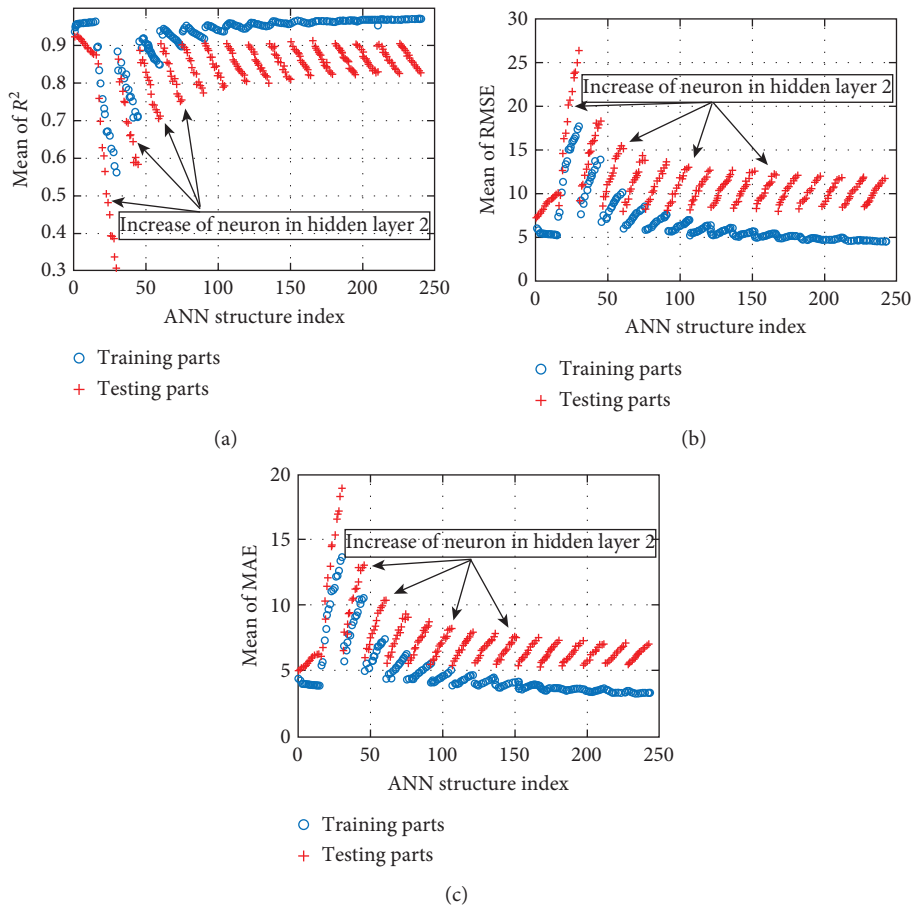 0.9
0.8
0.7
0.6
0.5
0.4
0.3
Mean of R²
Increase of neuron in hidden layer 2
0 50 100 150 200 250
ANN structure index
Training parts
Testing parts
(a)
30
25
20
15
10
5
0
Mean of RMSE
Increase of neuron in hidden layer 2
0 50 100 150 200 250
ANN structure index
Training parts
Testing parts
(b)
20
15
10
5
0
Mean of MAE
Increase of neuron in hidden layer 2
0 50 100 150 200 250
ANN structure index
Training parts
Testing parts
(c)